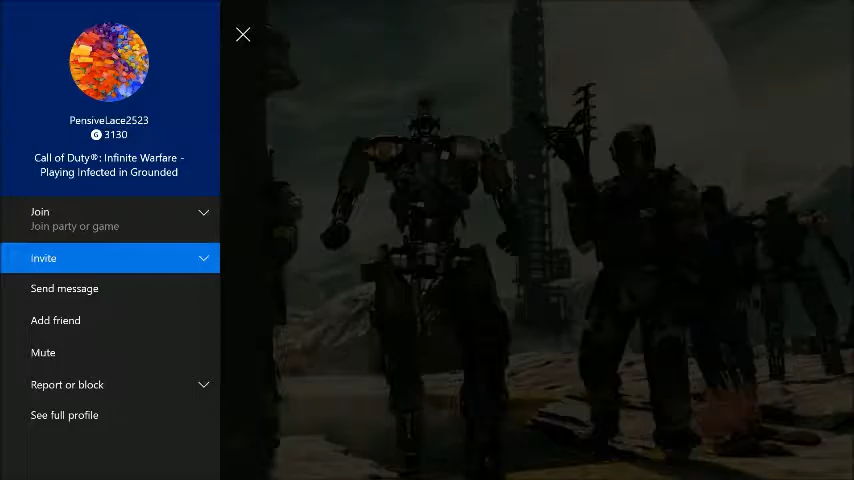 PensiveLace2523
G 3130
Call of Duty®: Infinite Warfare -
Playing Infected in Grounded
Join
Join party or game
Invite
Send message
Add friend
Mute
Report or block
See full profile